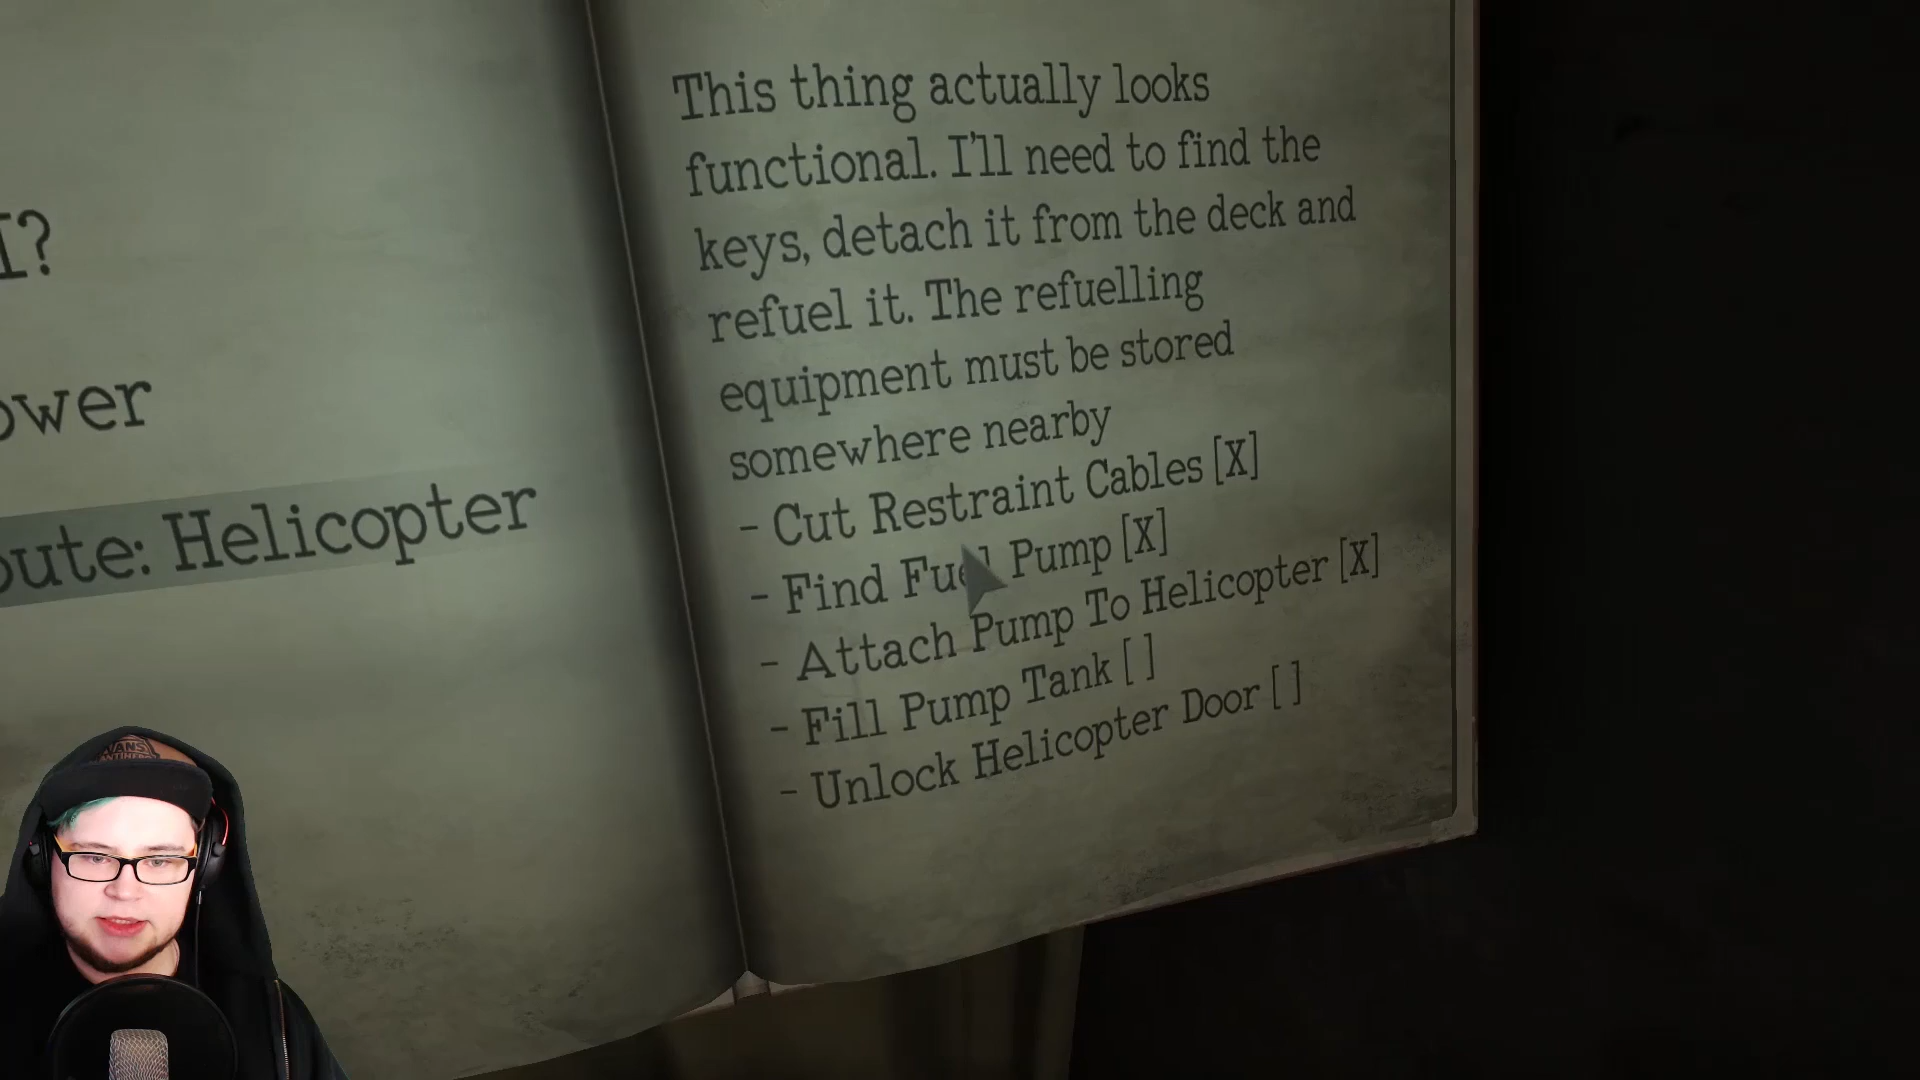 I?
ower
oute: Helicopter
This thing actually looks
functional. I'll need to find the
keys, detach it from the deck and
refuel it. The refuelling
equipment must be stored
somewhere nearby
- Cut Restraint Cables [X]
- Find Fuel Pump [X]
- Attach Pump To Helicopter [X]
- Fill Pump Tank [ ]
- Unlock Helicopter Door [ ]
VANS